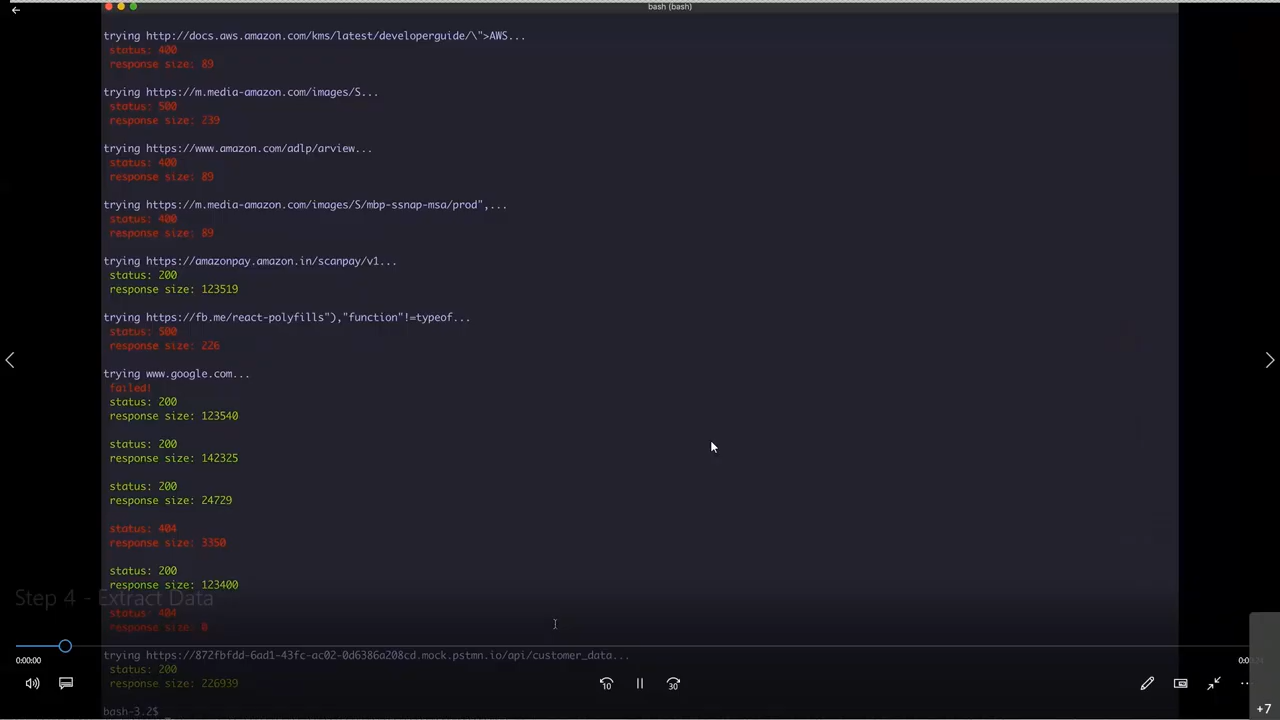 bash (bash)
trying http://docs.aws.amazon.com/kms/latest/developerguide/\">AWS...
status: 400
response size: 89
trying https://m.media-amazon.com/images/S...
status: 500
response size: 239
trying https://www.amazon.com/adlp/arview...
status: 400
response size: 89
trying https://m.media-amazon.com/images/S/mbp-ssnap-msa/prod",...
status: 400
response size: 89
trying https://amazonpay.amazon.in/scanpay/v1...
status: 200
response size: 123519
trying https://fb.me/react-polyfills"),"function"!=typeof...
status: 500
response size: 226
trying www.google.com...
failed!
status: 200
response size: 123540
status: 200
response size: 142325
status: 200
response size: 24729
status: 404
response size: 3350
status: 200
response size: 123400
Step 4 - Extract Data
status: 404
response size: 0
trying https://872fbfdd-6ad1-43fc-ac02-0d6386a208cd.mock.pstmn.io/api/customer_data...
0:00:00
status: 200
response size: 226939
10
30
bash-3.2$
+7